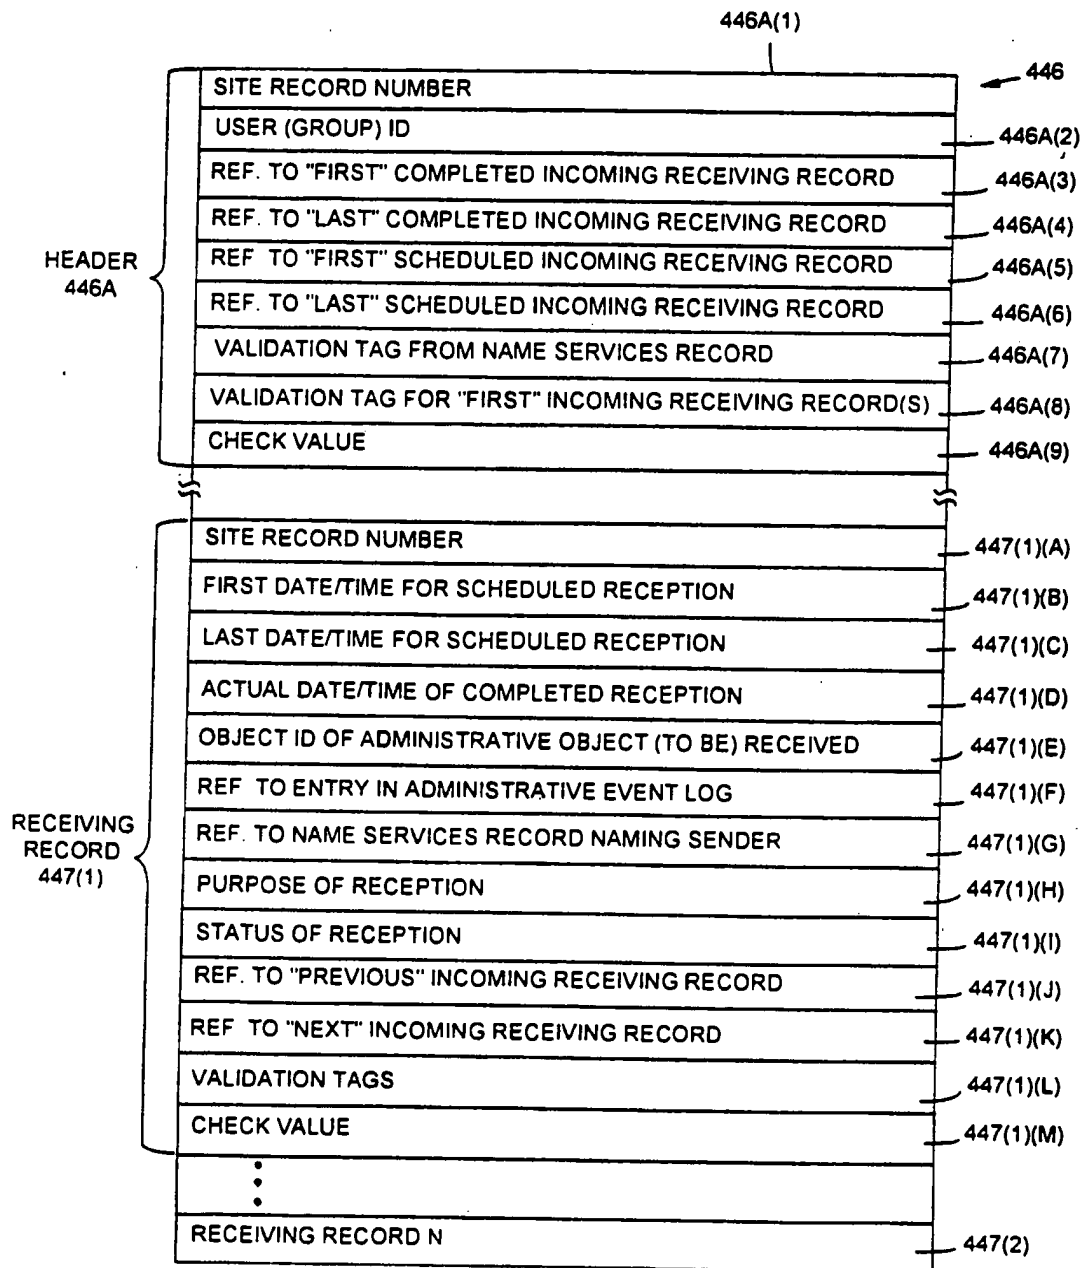 446A(1)
446
SITE RECORD NUMBER
USER (GROUP) ID 446A(2)
REF. TO "FIRST" COMPLETED INCOMING RECEIVING RECORD 446A(3)
REF. TO "LAST" COMPLETED INCOMING RECEIVING RECORD 446A(4)
REF TO "FIRST" SCHEDULED INCOMING RECEIVING RECORD 446A(5)
REF. TO "LAST" SCHEDULED INCOMING RECEIVING RECORD 446A(6)
VALIDATION TAG FROM NAME SERVICES RECORD 446A(7)
VALIDATION TAG FOR "FIRST" INCOMING RECEIVING RECORD(S) 446A(8)
CHECK VALUE 446A(9)
HEADER
446A
SITE RECORD NUMBER 447(1)(A)
FIRST DATE/TIME FOR SCHEDULED RECEPTION 447(1)(B)
LAST DATE/TIME FOR SCHEDULED RECEPTION 447(1)(C)
ACTUAL DATE/TIME OF COMPLETED RECEPTION 447(1)(D)
OBJECT ID OF ADMINISTRATIVE OBJECT (TO BE) RECEIVED 447(1)(E)
REF TO ENTRY IN ADMINISTRATIVE EVENT LOG 447(1)(F)
REF. TO NAME SERVICES RECORD NAMING SENDER 447(1)(G)
PURPOSE OF RECEPTION 447(1)(H)
STATUS OF RECEPTION 447(1)(I)
REF. TO "PREVIOUS" INCOMING RECEIVING RECORD 447(1)(J)
REF TO "NEXT" INCOMING RECEIVING RECORD 447(1)(K)
VALIDATION TAGS 447(1)(L)
CHECK VALUE 447(1)(M)
RECEIVING
RECORD
447(1)
RECEIVING RECORD N 447(2)